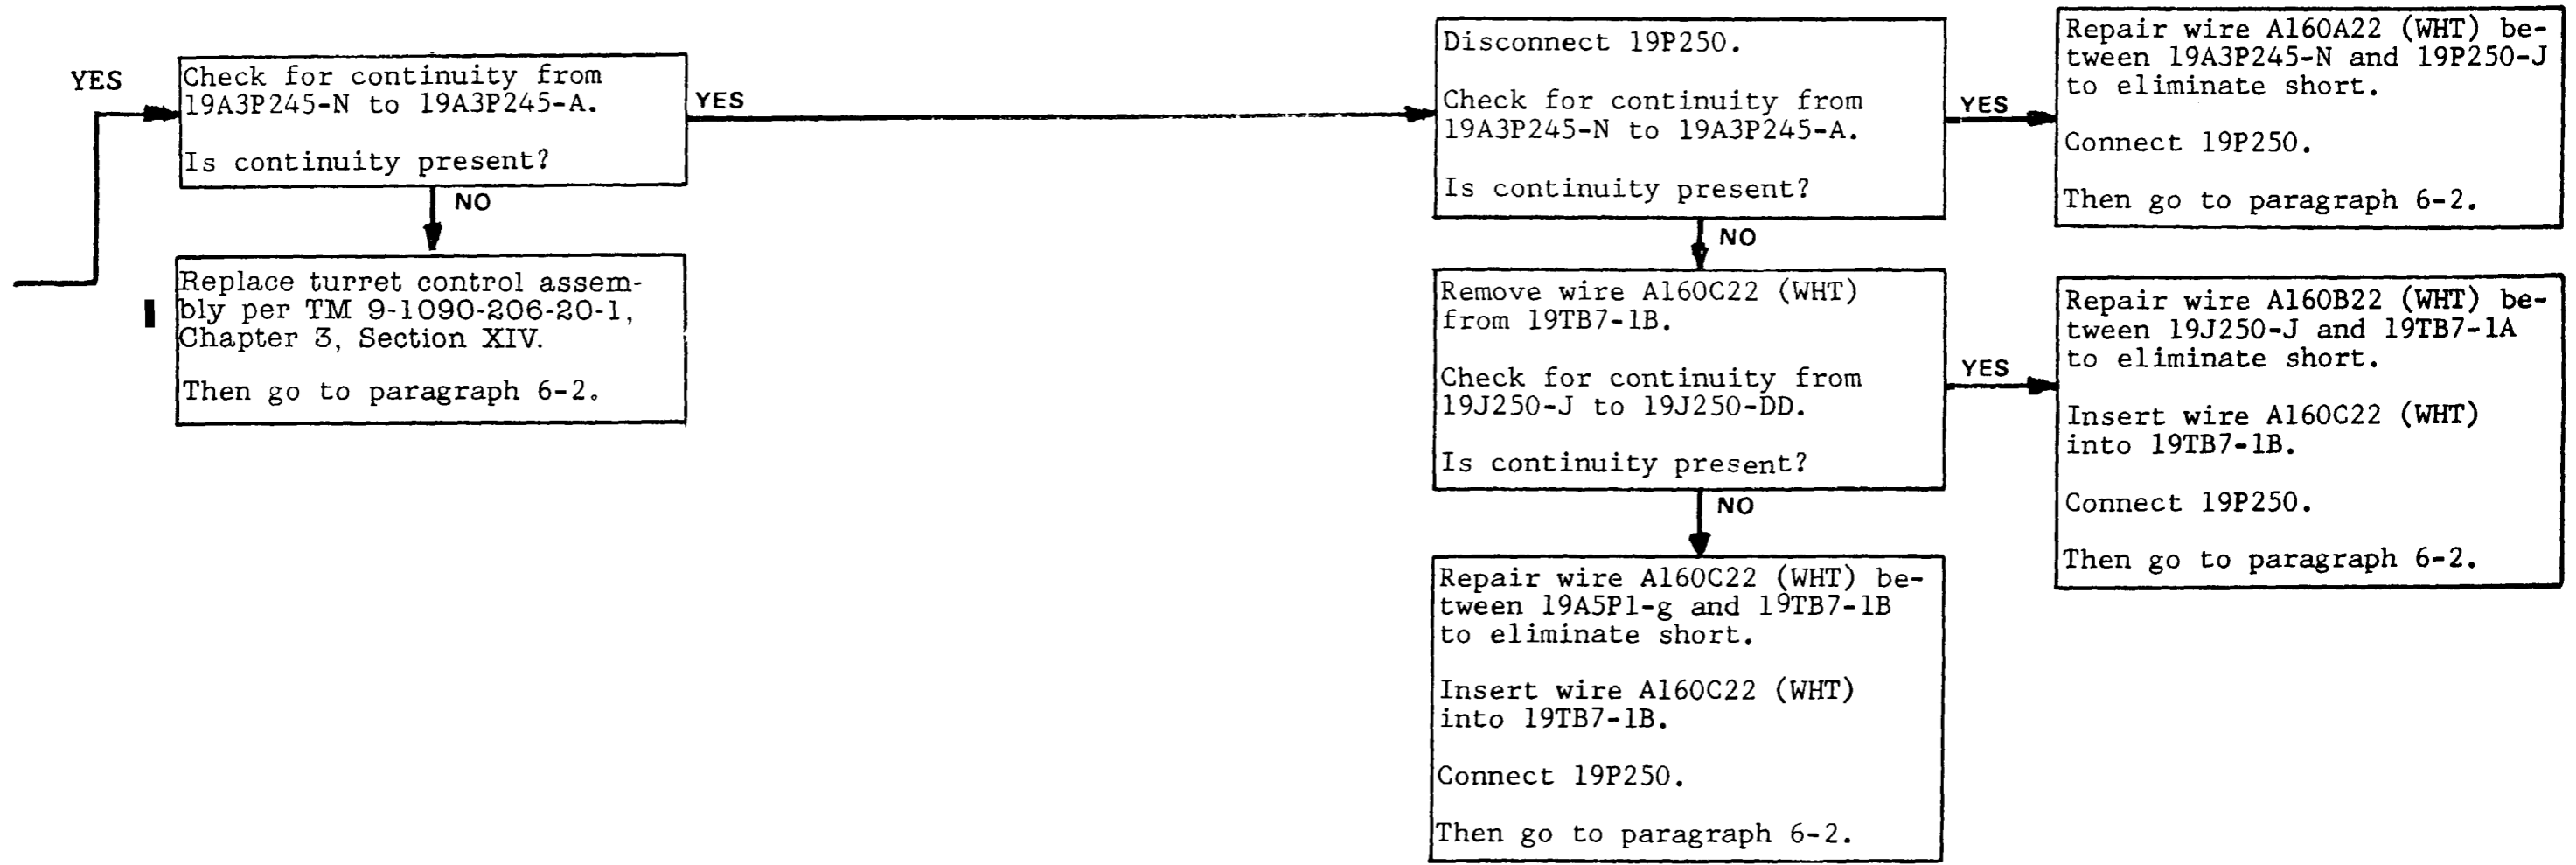 YES
Check for continuity from
19A3P245-N to 19A3P245-A.
Is continuity present?
YES
NO
Replace turret control assem-
bly per TM 9-1090-206-20-1,
Chapter 3, Section XIV.
Then go to paragraph 6-2.
Disconnect 19P250.
Check for continuity from
19A3P245-N to 19A3P245-A.
Is continuity present?
YES
NO
Repair wire A160A22 (WHT) be-
tween 19A3P245-N and 19P250-J
to eliminate short.
Connect 19P250.
Then go to paragraph 6-2.
Remove wire A160C22 (WHT)
from 19TB7-1B.
Check for continuity from
19J250-J to 19J250-DD.
Is continuity present?
YES
NO
Repair wire A160B22 (WHT) be-
tween 19J250-J and 19TB7-1A
to eliminate short.
Insert wire A160C22 (WHT)
into 19TB7-1B.
Connect 19P250.
Then go to paragraph 6-2.
Repair wire A160C22 (WHT) be-
tween 19A5P1-g and 19TB7-1B
to eliminate short.
Insert wire A160C22 (WHT)
into 19TB7-1B.
Connect 19P250.
Then go to paragraph 6-2.